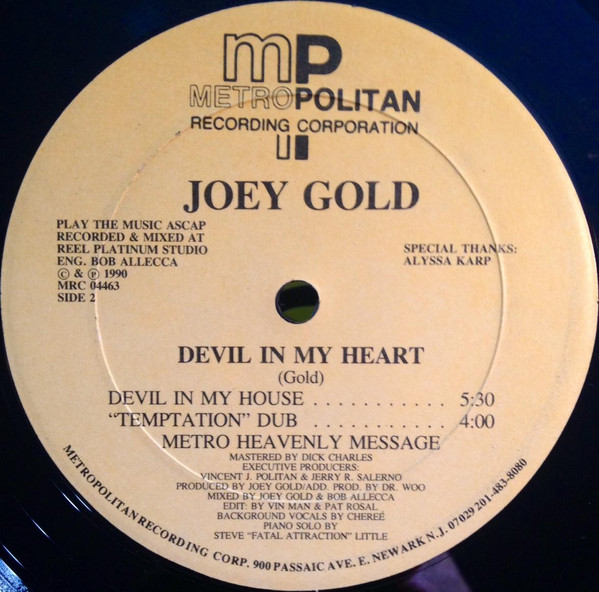 mp
METROPOLITAN
RECORDING CORPORATION
JOEY GOLD
PLAY THE MUSIC ASCAP
RECORDED & MIXED AT
REEL PLATINUM STUDIO
ENG. BOB ALLECCA
© & ℗ 1990
MRC 04463
SIDE 2
SPECIAL THANKS:
ALYSSA KARP
DEVIL IN MY HEART
(Gold)
DEVIL IN MY HOUSE . . . . . . . . . . . 5:30
“TEMPTATION” DUB . . . . . . . . . . . 4:00
METRO HEAVENLY MESSAGE
MASTERED BY DICK CHARLES
EXECUTIVE PRODUCERS:
VINCENT J. POLITAN & JERRY R. SALERNO
PRODUCED BY JOEY GOLD/ADD. PROD. BY DR. WOO
MIXED BY JOEY GOLD & BOB ALLECCA
EDIT: BY VIN MAN & PAT ROSAL
BACKGROUND VOCALS BY CHEREÉ
PIANO SOLO BY
STEVE “FATAL ATTRACTION” LITTLE
METROPOLITAN RECORDING CORP. 900 PASSAIC AVE. E. NEWARK N.J. 07029 201-483-8080